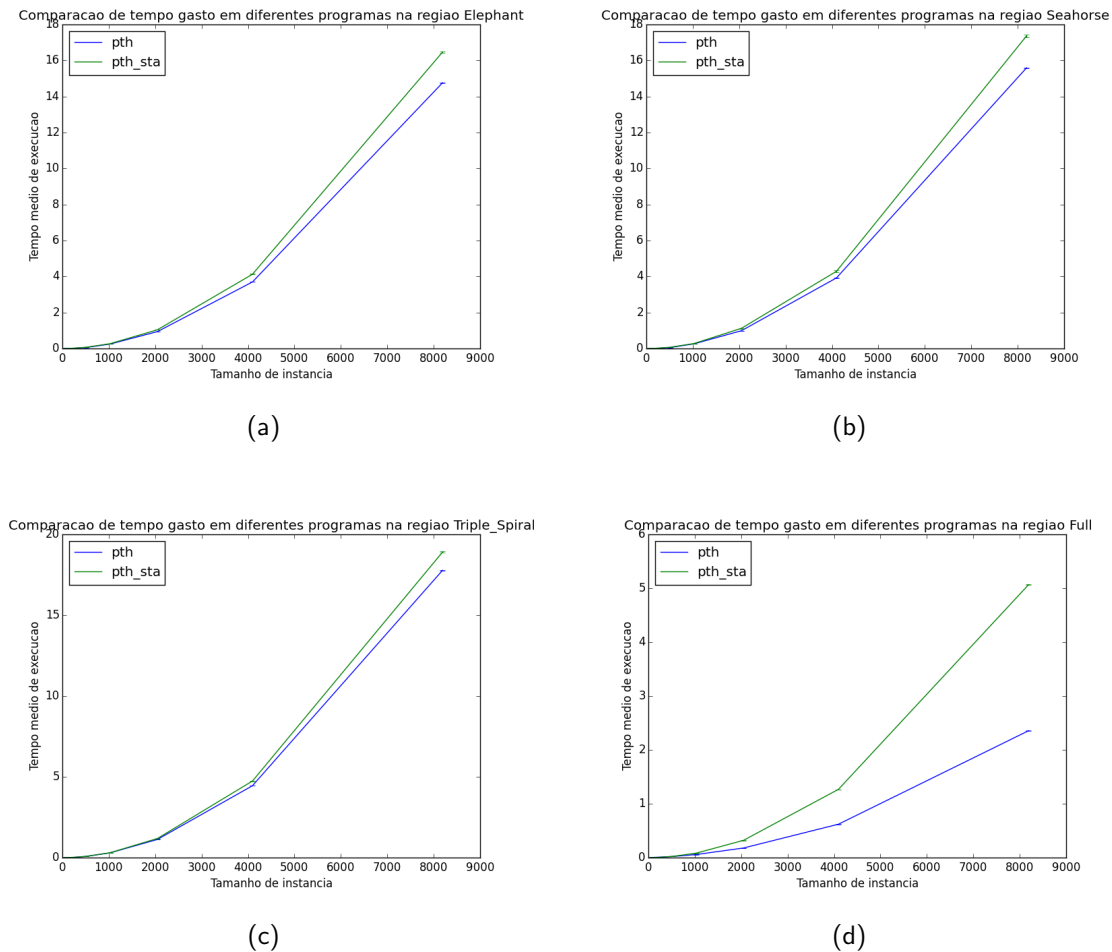 Comparacao de tempo gasto em diferentes programas na regiao Elephant
18
16
14
12
10
8
6
4
2
0
pth
pth_sta
Tempo medio de execucao
0 1000 2000 3000 4000 5000 6000 7000 8000 9000
Tamanho de instancia
(a)
Comparacao de tempo gasto em diferentes programas na regiao Seahorse
18
16
14
12
10
8
6
4
2
0
pth
pth_sta
Tempo medio de execucao
0 1000 2000 3000 4000 5000 6000 7000 8000 9000
Tamanho de instancia
(b)
Comparacao de tempo gasto em diferentes programas na regiao Triple_Spiral
20
15
10
5
0
pth
pth_sta
Tempo medio de execucao
0 1000 2000 3000 4000 5000 6000 7000 8000 9000
Tamanho de instancia
(c)
Comparacao de tempo gasto em diferentes programas na regiao Full
6
5
4
3
2
1
0
pth
pth_sta
Tempo medio de execucao
0 1000 2000 3000 4000 5000 6000 7000 8000 9000
Tamanho de instancia
(d)